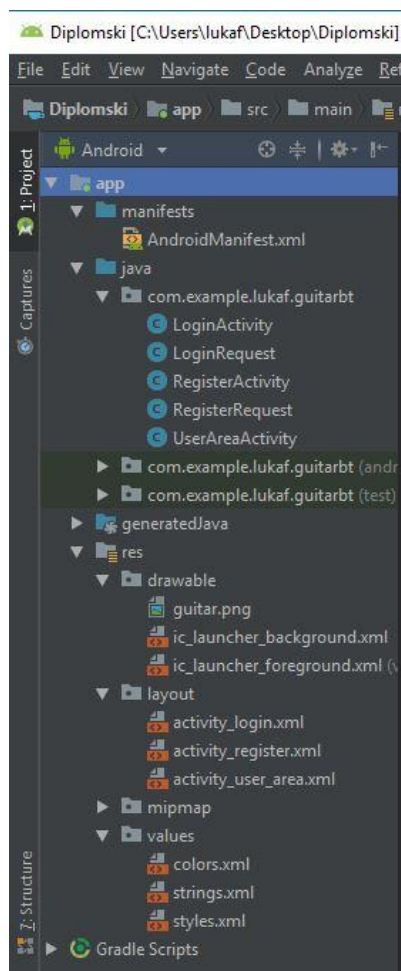 Diplomski [C:\Users\lukaf\Desktop\Diplomski]
File Edit View Navigate Code Analyze Ref
Diplomski app src main
1: Project
Captures
7: Structure
Android
app
manifests
AndroidManifest.xml
java
com.example.lukaf.guitarbt
LoginActivity
LoginRequest
RegisterActivity
RegisterRequest
UserAreaActivity
com.example.lukaf.guitarbt (andr
com.example.lukaf.guitarbt (test)
generatedJava
res
drawable
guitar.png
ic_launcher_background.xml
ic_launcher_foreground.xml (v
layout
activity_login.xml
activity_register.xml
activity_user_area.xml
mipmap
values
colors.xml
strings.xml
styles.xml
Gradle Scripts